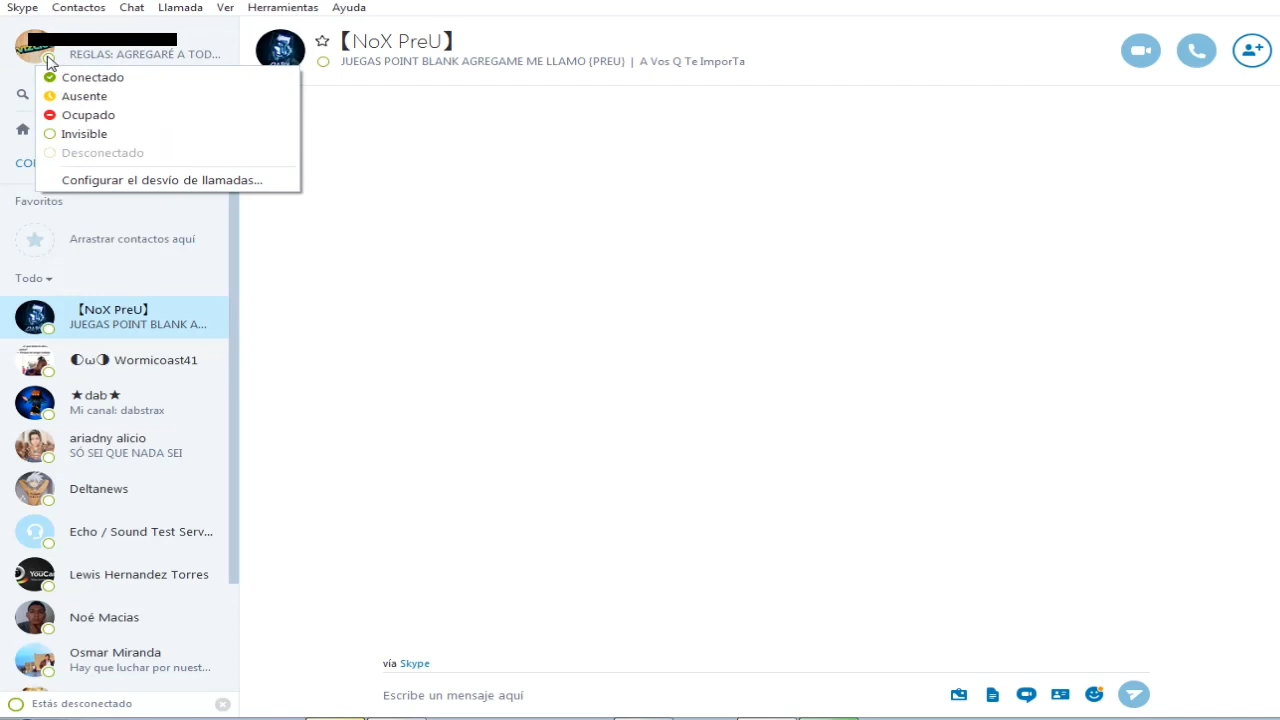 Skype Contactos Chat Llamada Ver Herramientas Ayuda
REGLAS: AGREGARÉ A TOD...
Conectado
Ausente
Ocupado
Invisible
Desconectado
Configurar el desvío de llamadas...
Favoritos
Arrastrar contactos aquí
Todo
【NoX PreU】
JUEGAS POINT BLANK A...
◐ω◑ Wormicoast41
★dab★
Mi canal: dabstrax
ariadny alicio
SÓ SEI QUE NADA SEI
Deltanews
Echo / Sound Test Serv...
Lewis Hernandez Torres
Noé Macias
Osmar Miranda
Hay que luchar por nuest...
Estás desconectado
【NoX PreU】
JUEGAS POINT BLANK AGREGAME ME LLAMO {PREU} | A Vos Q Te ImporTa
vía Skype
Escribe un mensaje aquí